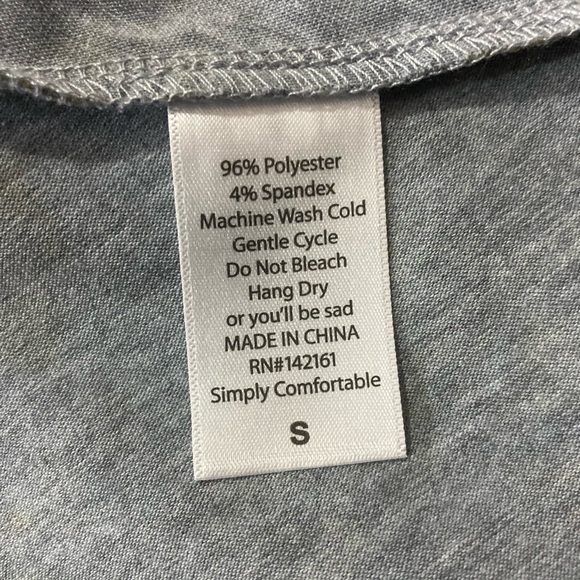 96% Polyester
4% Spandex
Machine Wash Cold
Gentle Cycle
Do Not Bleach
Hang Dry
or you'll be sad
MADE IN CHINA
RN#142161
Simply Comfortable
S